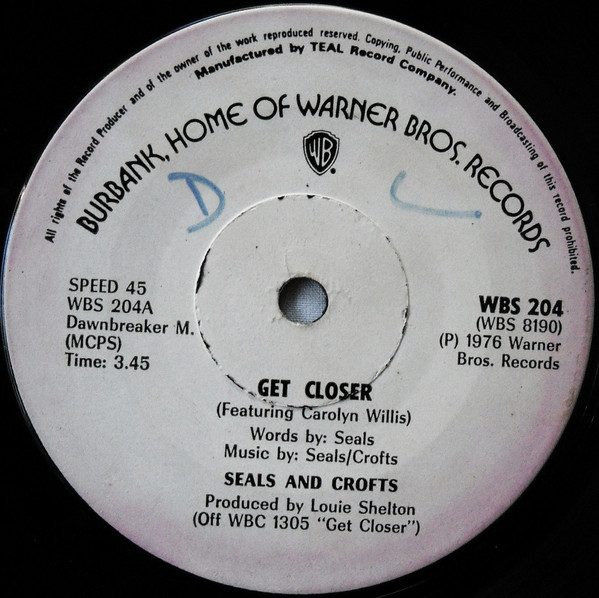 All rights of the Record Producer and of the owner of the work reproduced reserved. Copying, Public Performance and Broadcasting of this record prohibited.
Manufactured by TEAL Record Company.
BURBANK, HOME OF WARNER BROS. RECORDS
WB
D L
SPEED 45
WBS 204A
Dawnbreaker M.
(MCPS)
Time: 3.45
WBS 204
(WBS 8190)
(P) 1976 Warner
Bros. Records
GET CLOSER
(Featuring Carolyn Willis)
Words by: Seals
Music by: Seals/Crofts
SEALS AND CROFTS
Produced by Louie Shelton
(Off WBC 1305 "Get Closer")